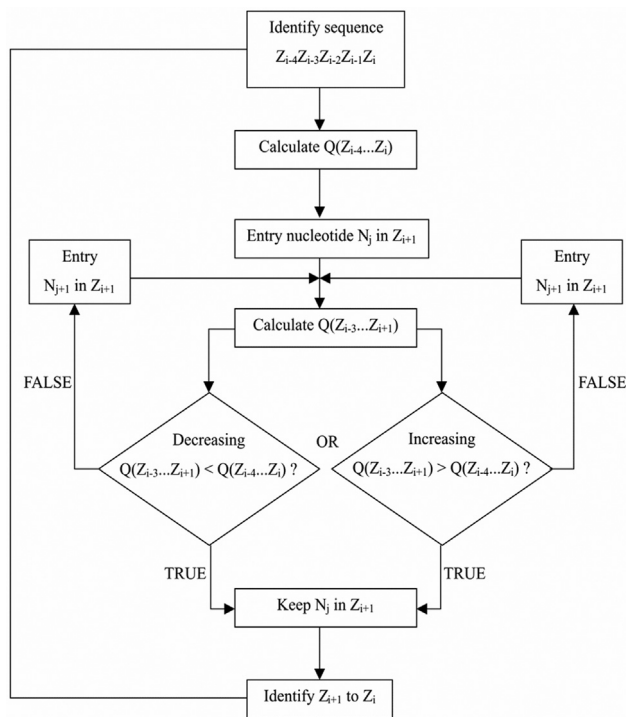 Identify sequence
Zi-4Zi-3Zi-2Zi-1Zi
Calculate Q(Zi-4...Zi)
Entry nucleotide Nj in Zi+1
Entry
Nj+1 in Zi+1
Entry
Nj+1 in Zi+1
Calculate Q(Zi-3...Zi+1)
FALSE
FALSE
Decreasing
Q(Zi-3...Zi+1) < Q(Zi-4...Zi) ?
OR
Increasing
Q(Zi-3...Zi+1) > Q(Zi-4...Zi) ?
TRUE
TRUE
Keep Nj in Zi+1
Identify Zi+1 to Zi